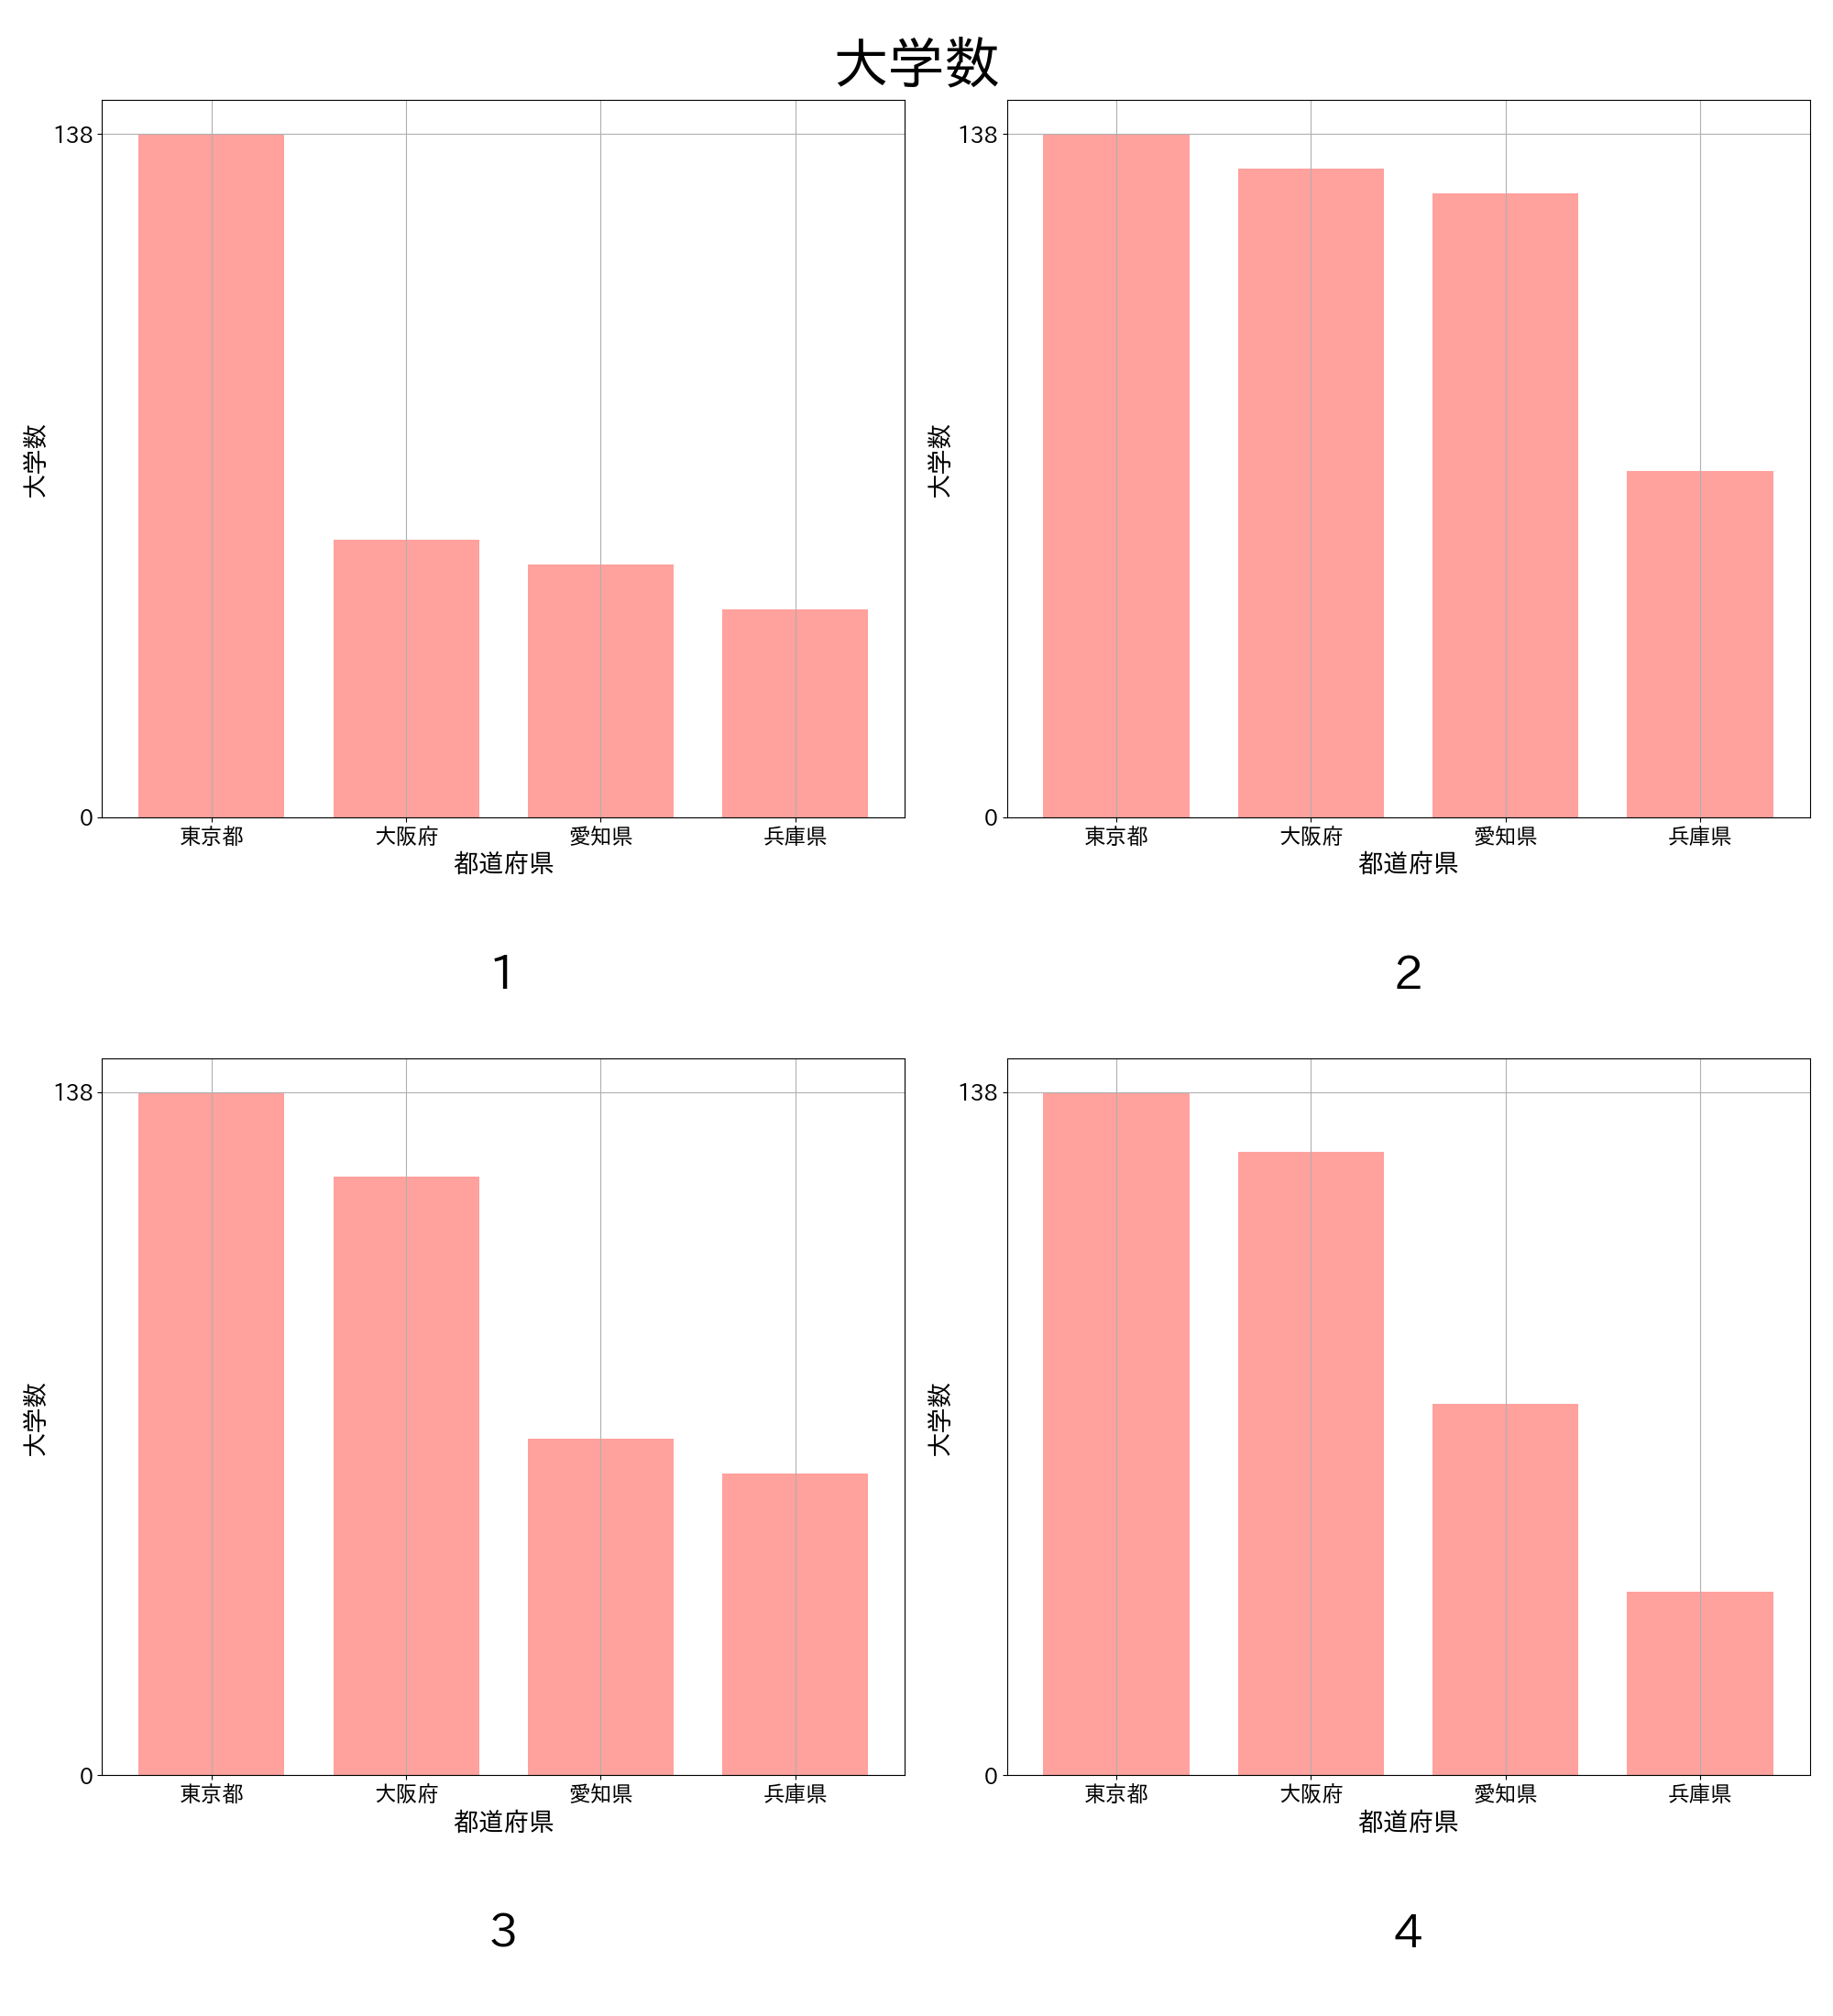 大学数
138
0
大学数
東京都 大阪府 愛知県 兵庫県
都道府県
1
138
0
大学数
東京都 大阪府 愛知県 兵庫県
都道府県
2
138
0
大学数
東京都 大阪府 愛知県 兵庫県
都道府県
3
138
0
大学数
東京都 大阪府 愛知県 兵庫県
都道府県
4